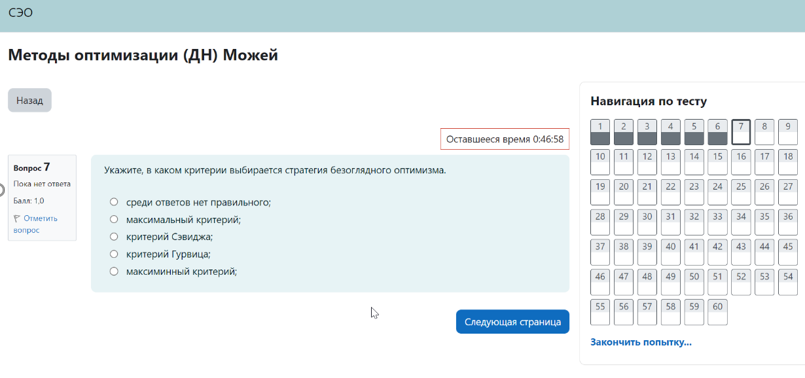 СЭО
Методы оптимизации (ДН) Можей
Назад
Оставшееся время 0:46:58
Вопрос 7
Пока нет ответа
Балл: 1,0
Отметить
вопрос
Укажите, в каком критерии выбирается стратегия безоглядного оптимизма.
среди ответов нет правильного;
максимальный критерий;
критерий Сэвиджа;
критерий Гурвица;
максиминный критерий;
Следующая страница
Навигация по тесту
1 2 3 4 5 6 7 8 9
10 11 12 13 14 15 16 17 18
19 20 21 22 23 24 25 26 27
28 29 30 31 32 33 34 35 36
37 38 39 40 41 42 43 44 45
46 47 48 49 50 51 52 53 54
55 56 57 58 59 60
Закончить попытку...